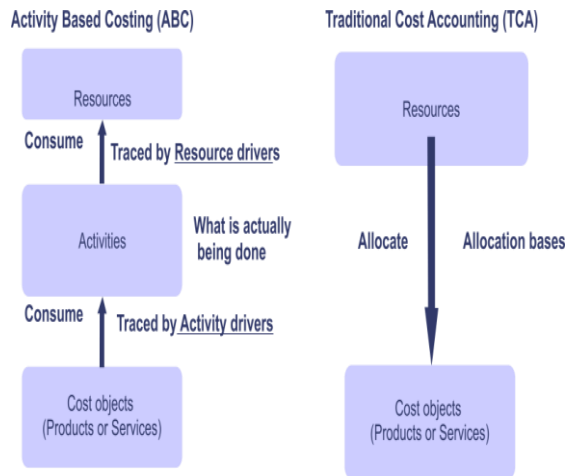 Activity Based Costing (ABC)
Resources
Consume
Traced by Resource drivers
Activities
What is actually
being done
Consume
Traced by Activity drivers
Cost objects
(Products or Services)
Traditional Cost Accounting (TCA)
Resources
Allocate
Allocation bases
Cost objects
(Products or Services)